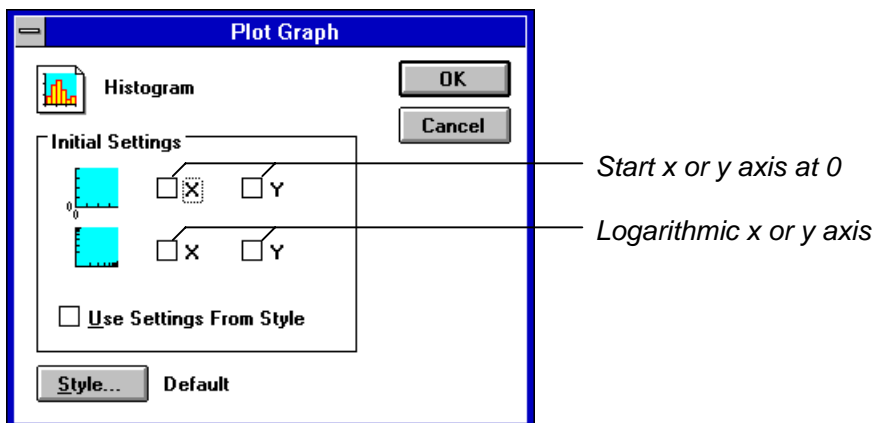 Plot Graph
Histogram
OK
Cancel
Initial Settings
0
0
X Y
Start x or y axis at 0
X Y
Logarithmic x or y axis
Use Settings From Style
Style... Default